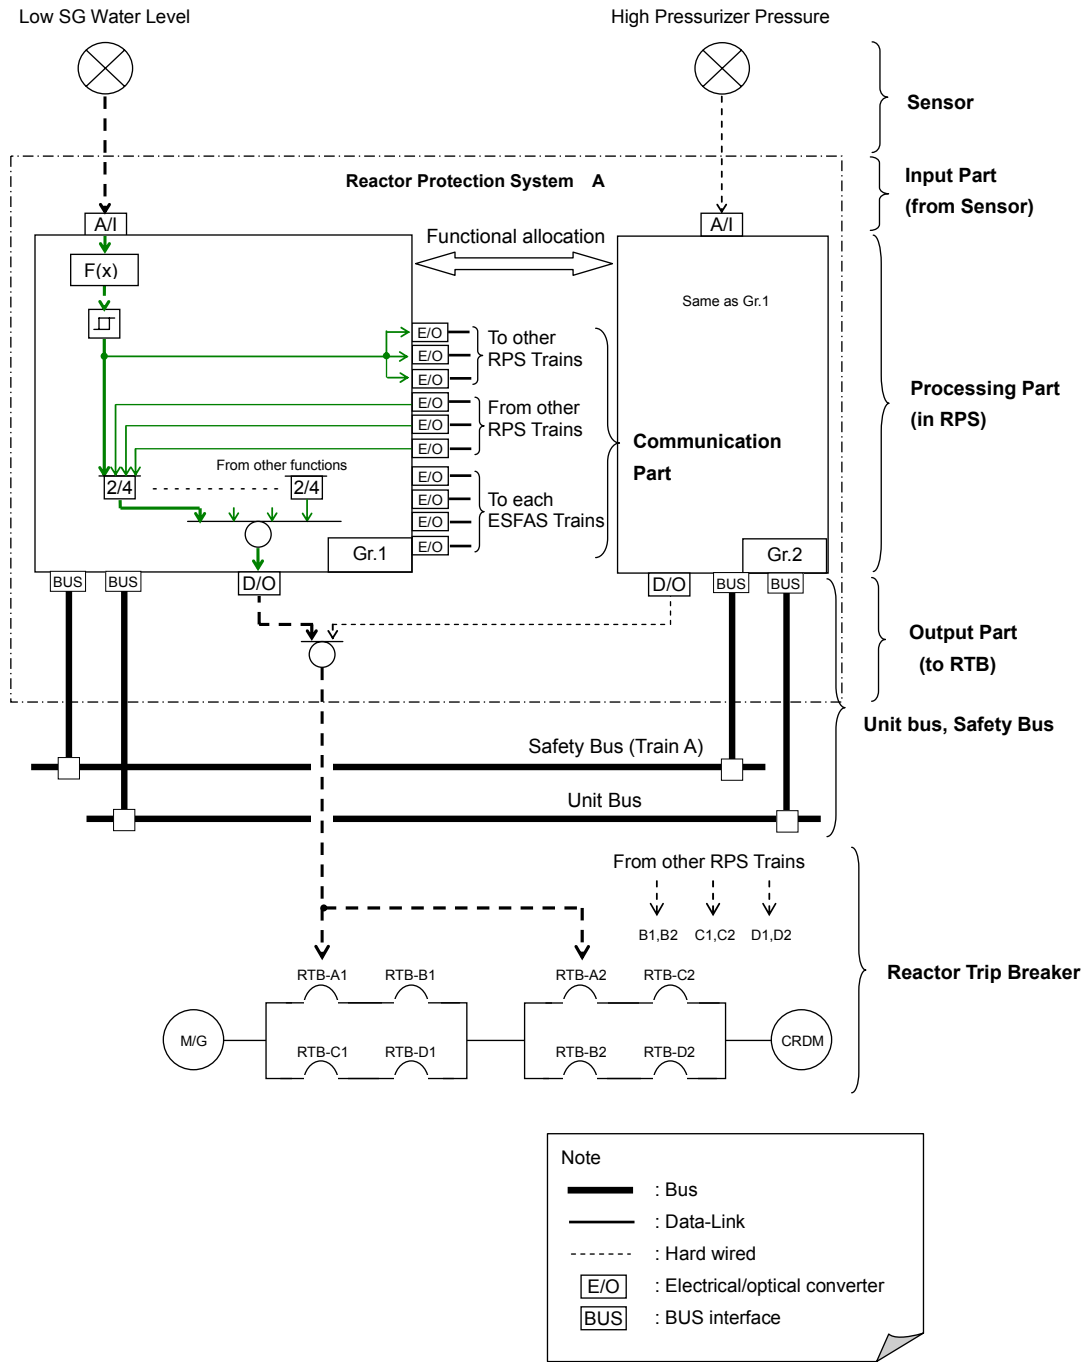 Low SG Water Level
High Pressurizer Pressure
Sensor
Reactor Protection System A
Input Part
(from Sensor)
A/I
A/I
Functional allocation
F(x)
Same as Gr.1
E/O
E/O
E/O
To other
RPS Trains
Processing Part
(in RPS)
E/O
E/O
E/O
From other
RPS Trains
Communication
Part
From other functions
2/4
2/4
E/O
E/O
E/O
E/O
To each
ESFAS Trains
Gr.1
Gr.2
BUS
BUS
D/O
D/O
BUS
BUS
Output Part
(to RTB)
Unit bus, Safety Bus
Safety Bus (Train A)
Unit Bus
From other RPS Trains
B1,B2
C1,C2
D1,D2
Reactor Trip Breaker
RTB-A1
RTB-B1
RTB-A2
RTB-C2
M/G
CRDM
RTB-C1
RTB-D1
RTB-B2
RTB-D2
Note
: Bus
: Data-Link
: Hard wired
E/O : Electrical/optical converter
BUS : BUS interface